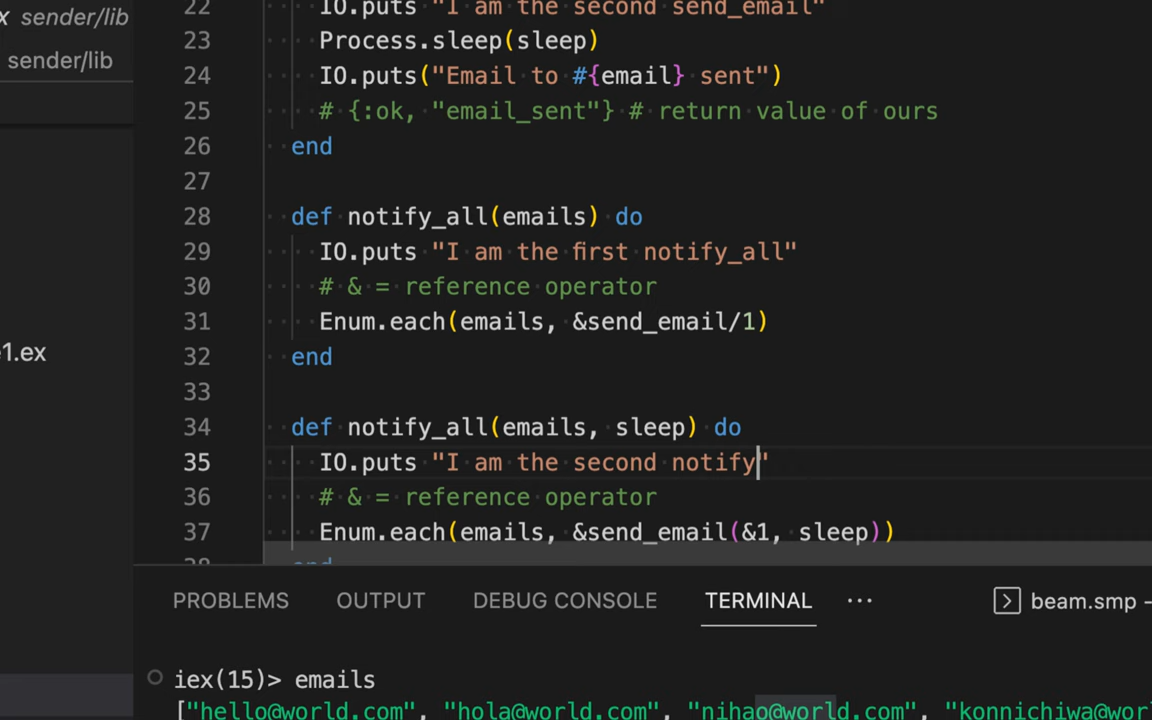 x sender/lib
sender/lib
1.ex
22 IO.puts "I am the second send_email"
23 Process.sleep(sleep)
24 IO.puts("Email to #{email} sent")
25 # {:ok, "email_sent"} # return value of ours
26 end
27
28 def notify_all(emails) do
29 IO.puts "I am the first notify_all"
30 # & = reference operator
31 Enum.each(emails, &send_email/1)
32 end
33
34 def notify_all(emails, sleep) do
35 IO.puts "I am the second notify"
36 # & = reference operator
37 Enum.each(emails, &send_email(&1, sleep))
38 end
PROBLEMS OUTPUT DEBUG CONSOLE TERMINAL ··· beam.smp -
iex(15)> emails
["hello@world.com", "hola@world.com", "nihao@world.com", "konnichiwa@wor